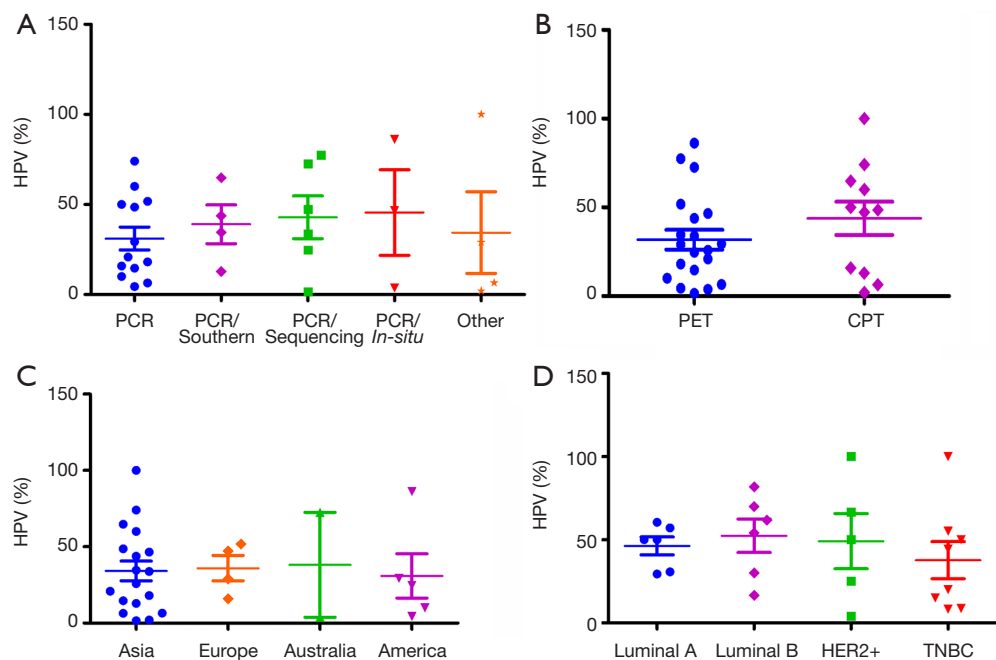 A
150
100
50
0
HPV (%)
PCR PCR/ PCR/ PCR/ Other
Southern Sequencing In-situ
B
150
100
50
0
HPV (%)
PET CPT
C
150
100
50
0
HPV (%)
Asia Europe Australia America
D
150
100
50
0
HPV (%)
Luminal A Luminal B HER2+ TNBC